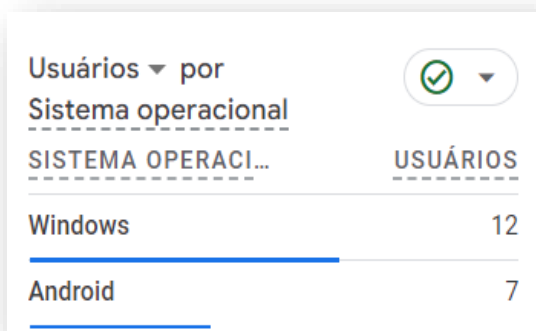 Usuários por
Sistema operacional
SISTEMA OPERACI... USUÁRIOS
Windows 12
Android 7